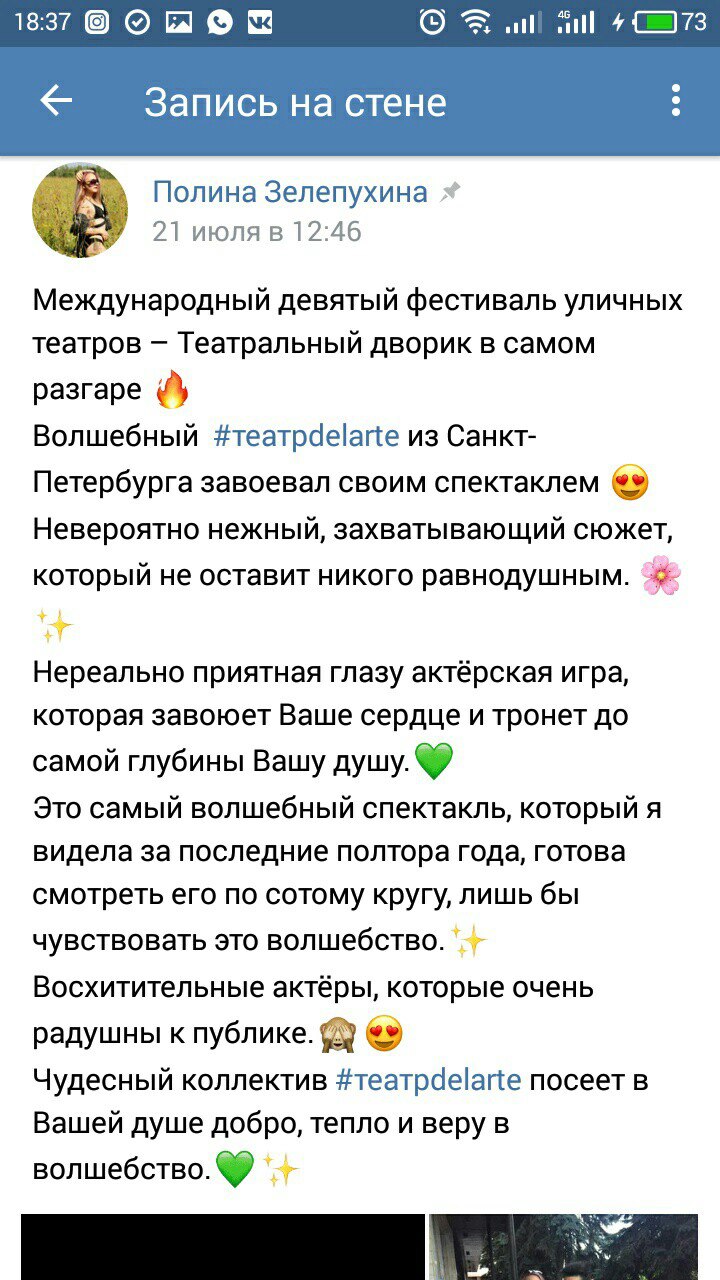 18:37
4G
73
Запись на стене
Полина Зелепухина
21 июля в 12:46
Международный девятый фестиваль уличных
театров – Театральный дворик в самом
разгаре 🔥
Волшебный #театрdelarte из Санкт-
Петербурга завоевал своим спектаклем 😍
Невероятно нежный, захватывающий сюжет,
который не оставит никого равнодушным. 🌸
✨
Нереально приятная глазу актёрская игра,
которая завоюет Ваше сердце и тронет до
самой глубины Вашу душу.💚
Это самый волшебный спектакль, который я
видела за последние полтора года, готова
смотреть его по сотому кругу, лишь бы
чувствовать это волшебство.✨
Восхитительные актёры, которые очень
радушны к публике.🙈😍
Чудесный коллектив #театрdelarte посеет в
Вашей душе добро, тепло и веру в
волшебство.💚✨